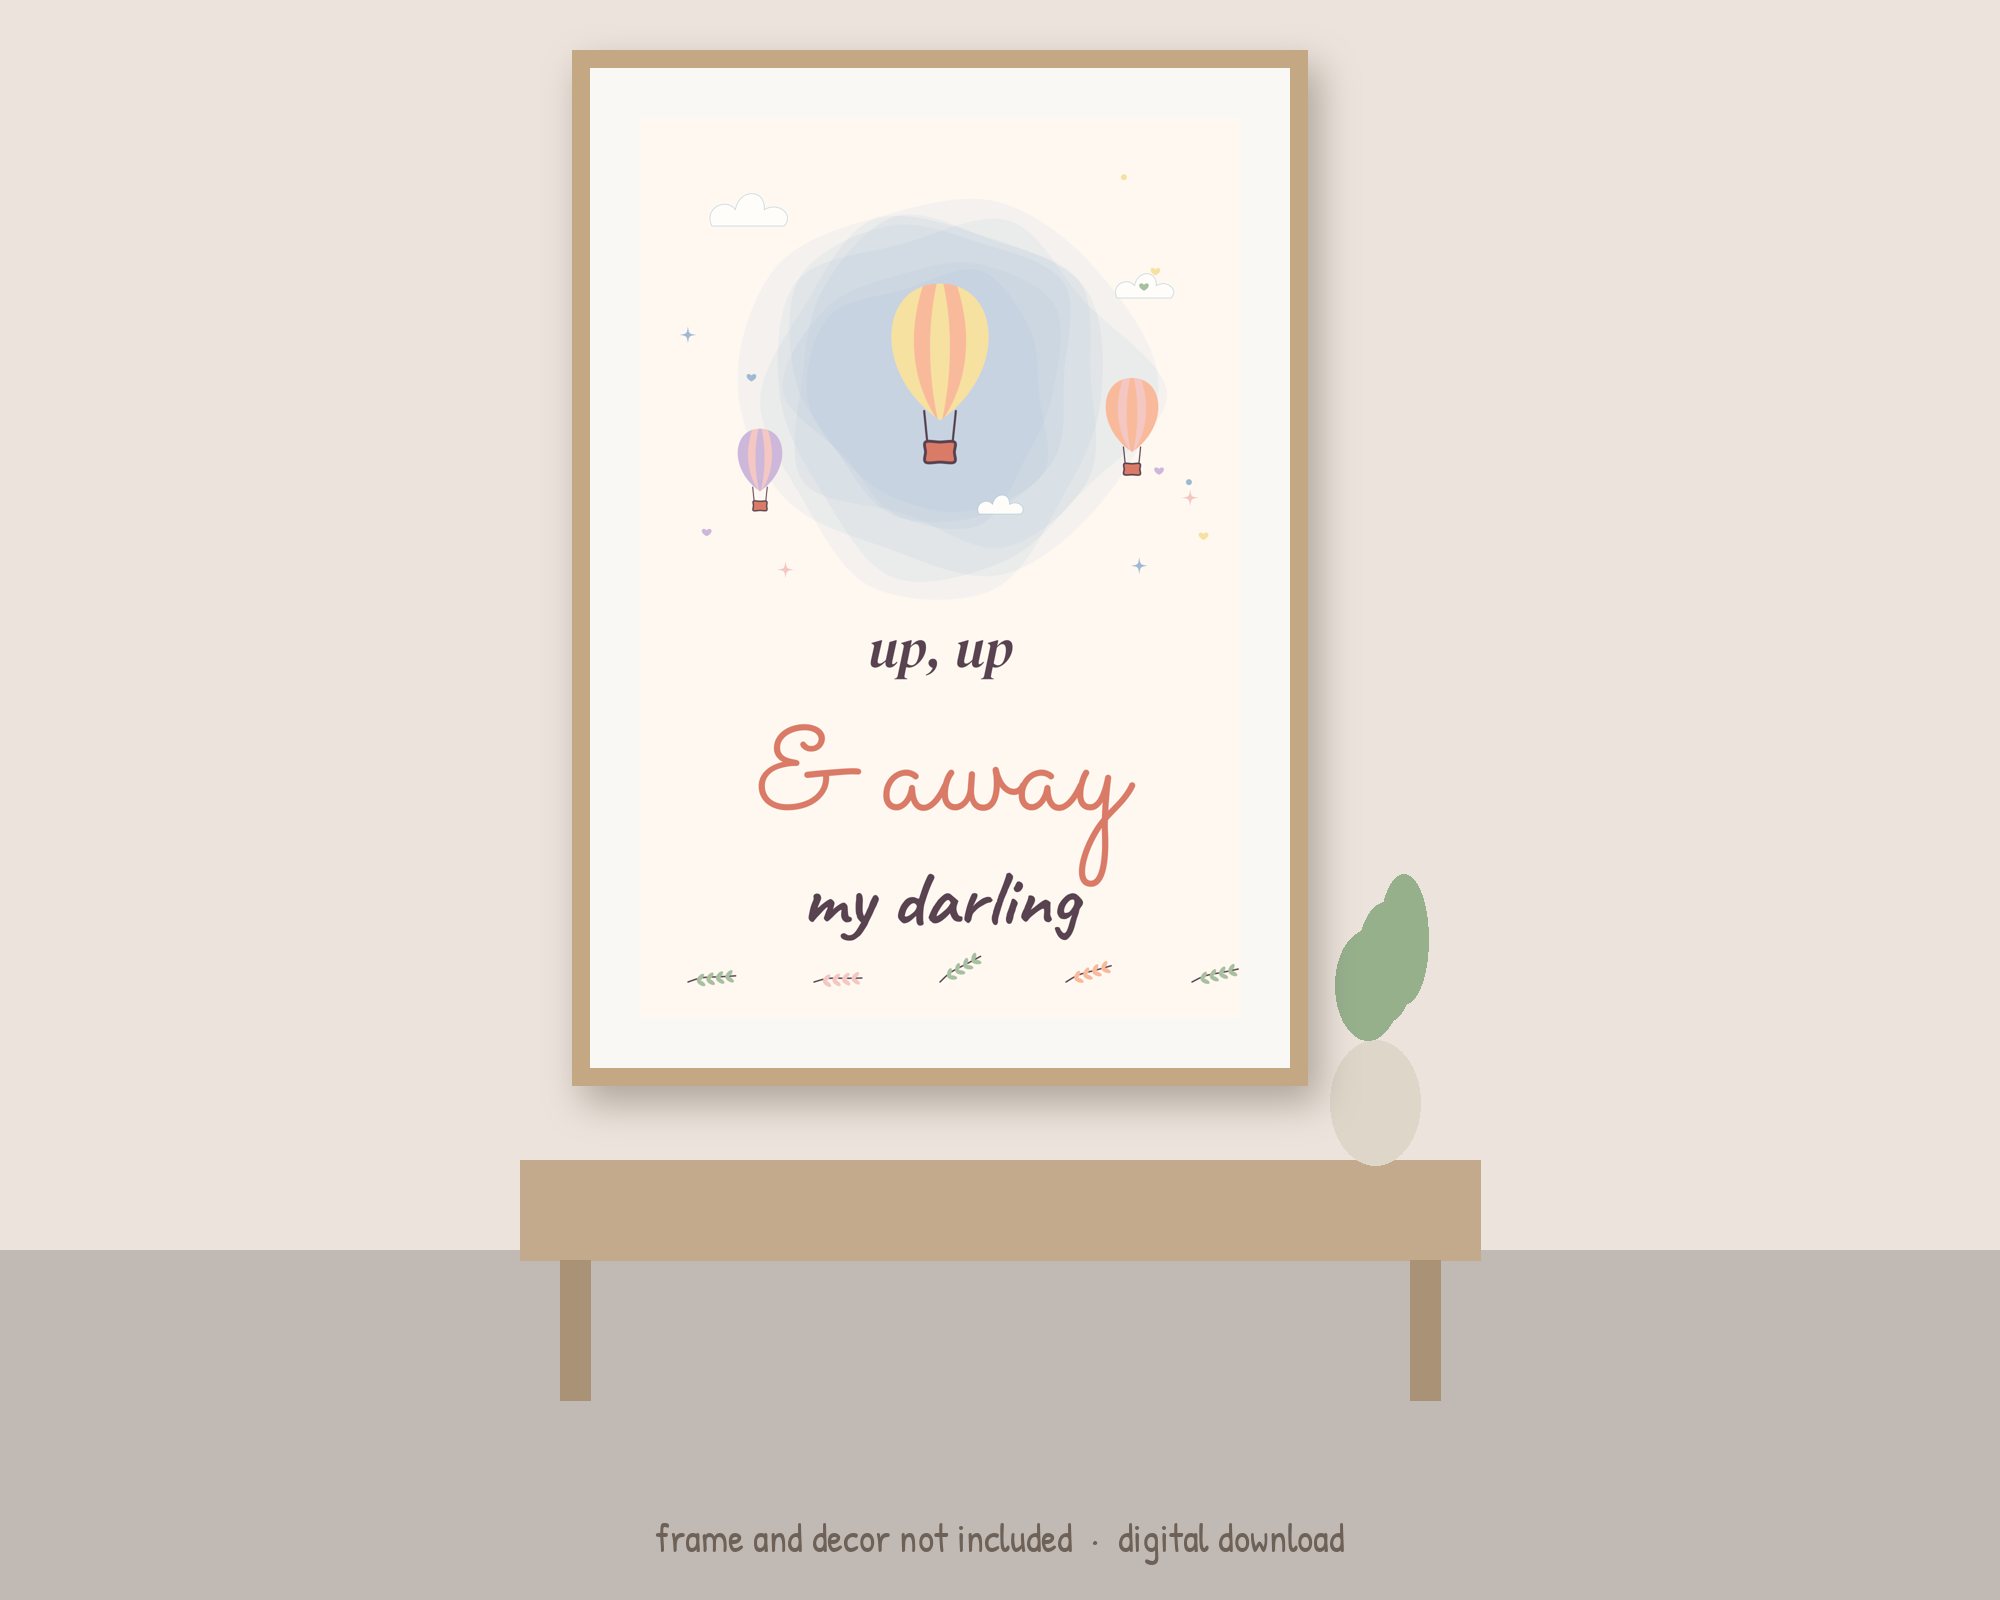 up, up
& away
my darling
frame and decor not included · digital download